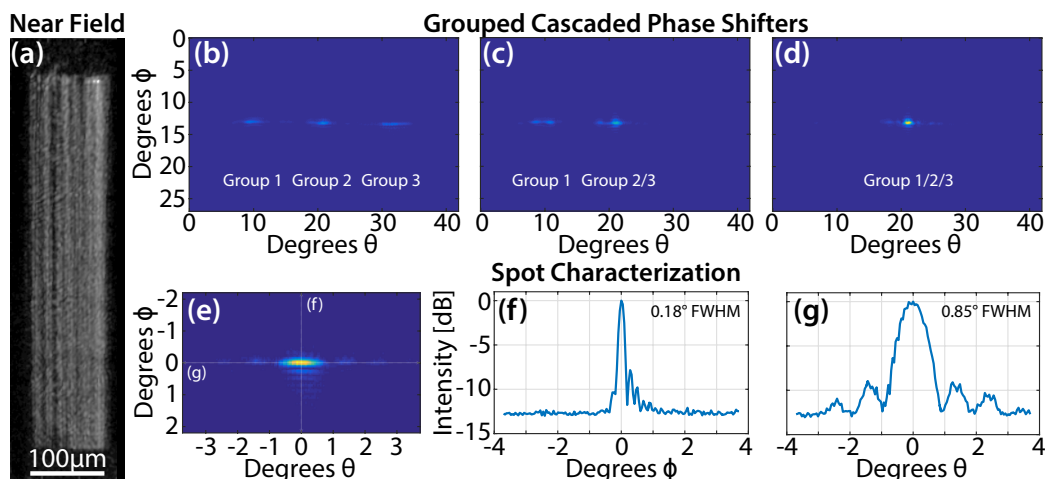 Near Field
Grouped Cascaded Phase Shifters
(a)
100µm
(b)
Degrees ϕ
0
5
10
15
20
25
Group 1 Group 2 Group 3
0 10 20 30 40
Degrees θ
(c)
Group 1 Group 2/3
0 10 20 30 40
Degrees θ
(d)
Group 1/2/3
0 10 20 30 40
Degrees θ
Spot Characterization
(e)
Degrees ϕ
-2
-1
0
1
2
(f)
(g)
-3 -2 -1 0 1 2 3
Degrees θ
(f)
0.18° FWHM
Intensity [dB]
0
-5
-10
-15
-4 -2 0 2 4
Degrees ϕ
(g)
0.85° FWHM
-4 -2 0 2 4
Degrees θ